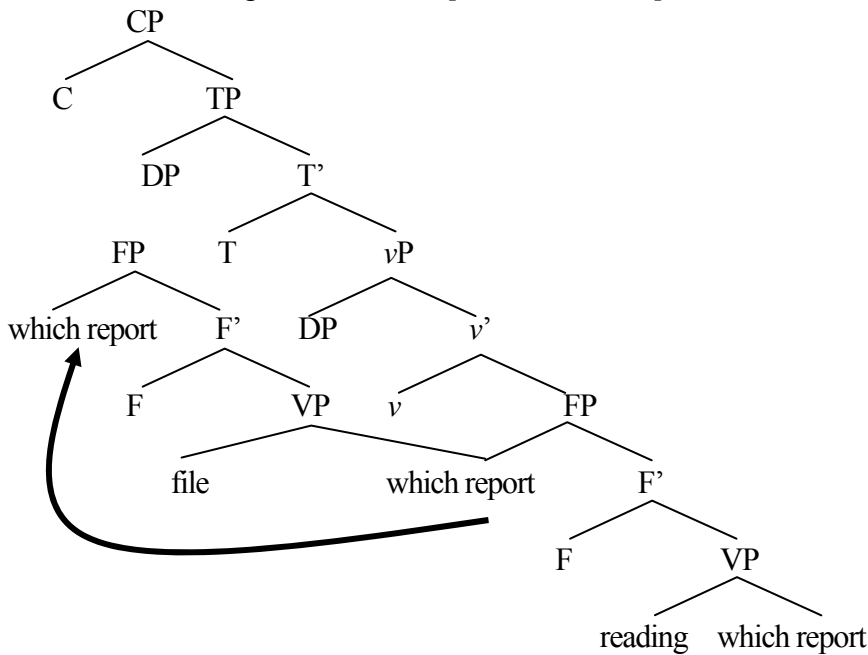 CP
C TP
DP T’
T vP
FP
which report F’ DP v’
F VP v FP
file which report F’
F VP
reading which report